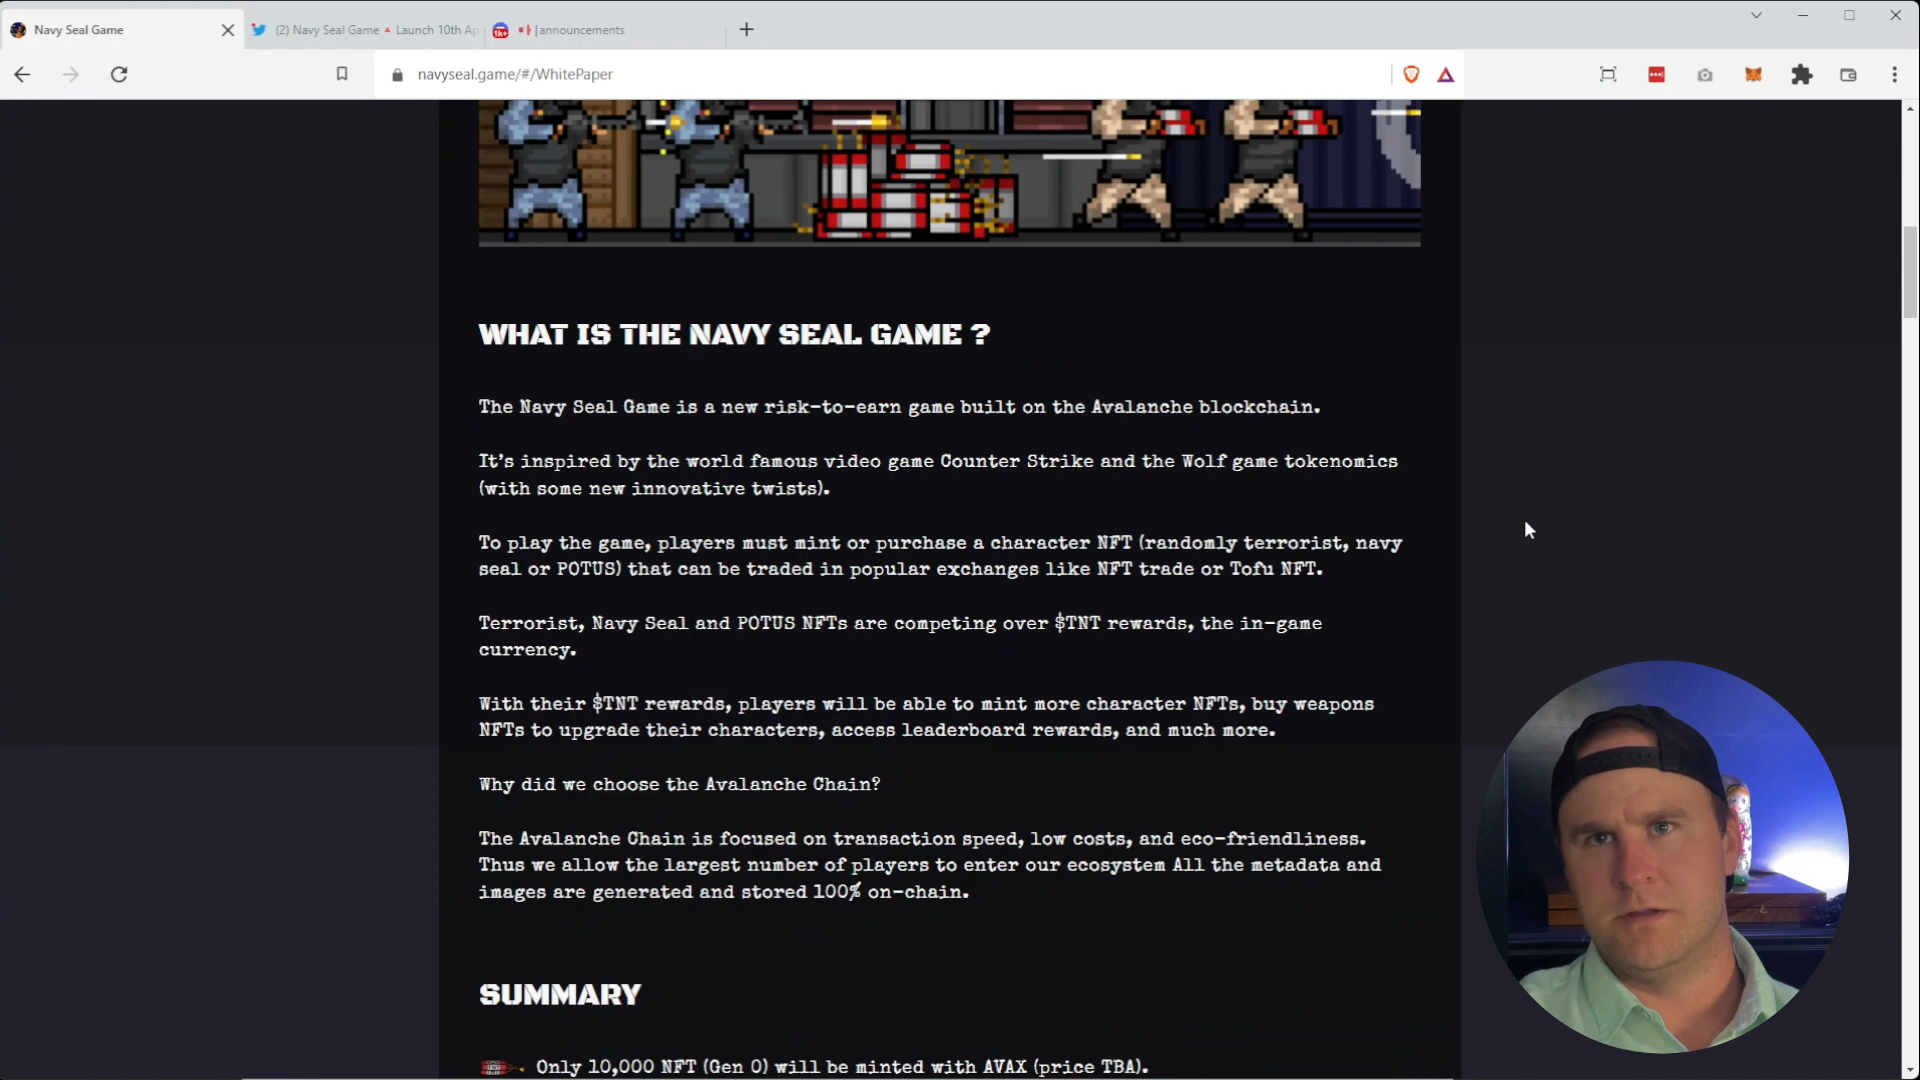 Navy Seal Game
(2) Navy Seal Game 🔺 Launch 10th Ap
1k+
| announcements
navyseal.game/#/WhitePaper
WHAT IS THE NAVY SEAL GAME ?
The Navy Seal Game is a new risk-to-earn game built on the Avalanche blockchain.
It's inspired by the world famous video game Counter Strike and the Wolf game tokenomics
(with some new innovative twists).
To play the game, players must mint or purchase a character NFT (randomly terrorist, navy
seal or POTUS) that can be traded in popular exchanges like NFT trade or Tofu NFT.
Terrorist, Navy Seal and POTUS NFTs are competing over $TNT rewards, the in-game
currency.
With their $TNT rewards, players will be able to mint more character NFTs, buy weapons
NFTs to upgrade their characters, access leaderboard rewards, and much more.
Why did we choose the Avalanche Chain?
The Avalanche Chain is focused on transaction speed, low costs, and eco-friendliness.
Thus we allow the largest number of players to enter our ecosystem All the metadata and
images are generated and stored 100% on-chain.
SUMMARY
Only 10,000 NFT (Gen 0) will be minted with AVAX (price TBA).